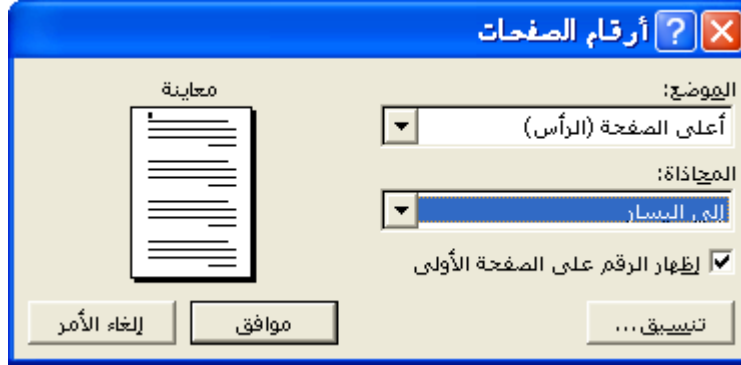 أرقام الصفحات
الموضع:
أعلى الصفحة (الرأس)
المحاذاة:
إلى اليسار
إظهار الرقم على الصفحة الأولى
معاينة
تنسيق...
موافق
إلغاء الأمر